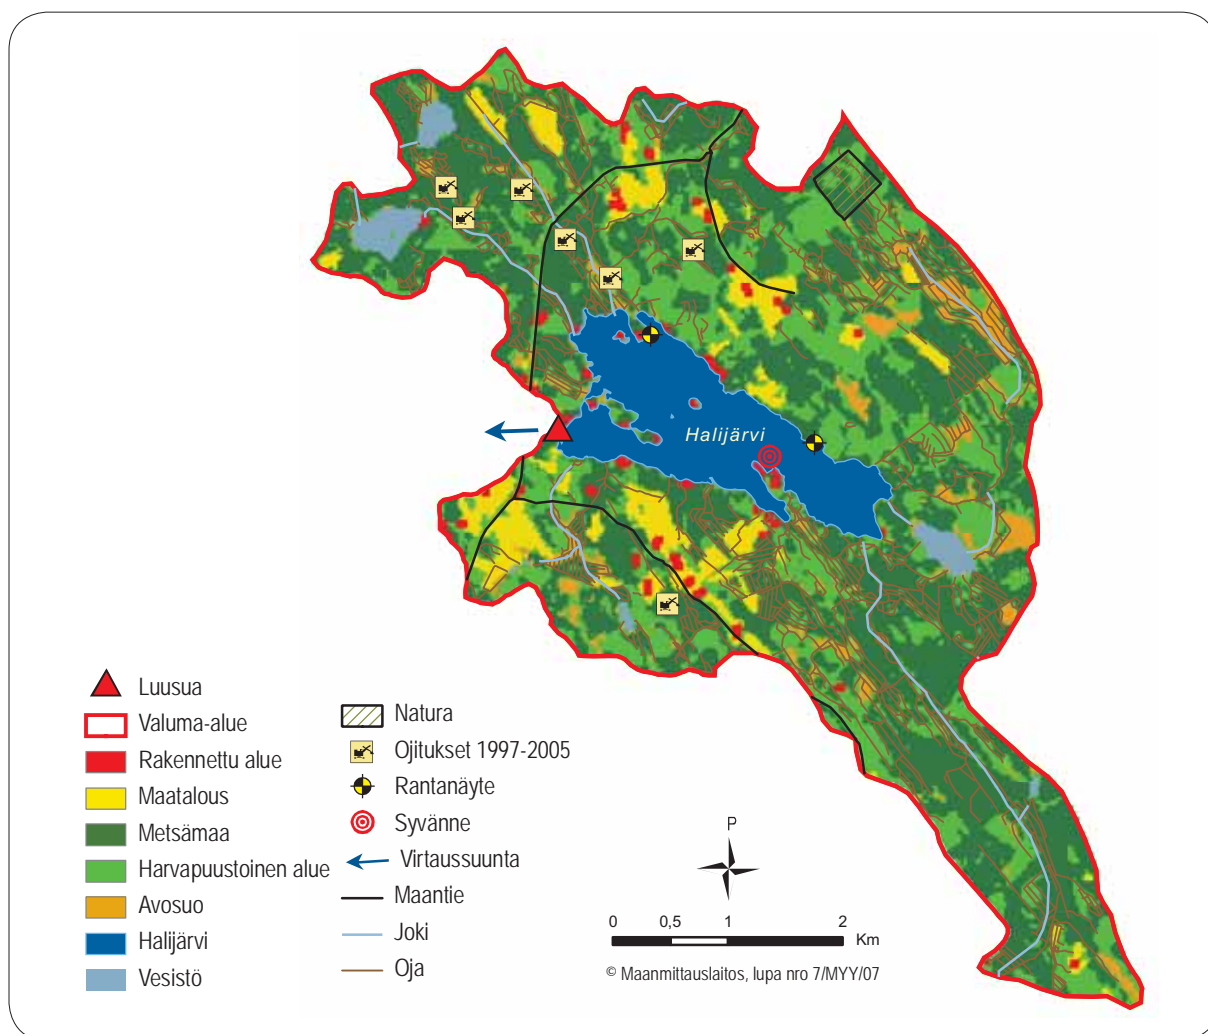 Halijärvi
Luusua
Valuma-alue
Rakennettu alue
Maatalous
Metsämaa
Harvapuustoinen alue
Avosuo
Halijärvi
Vesistö
Natura
Ojitukset 1997-2005
Rantanäyte
Syvänne
Virtaussuunta
Maantie
Joki
Oja
P
0 0,5 1 2
Km
© Maanmittauslaitos, lupa nro 7/MYY/07